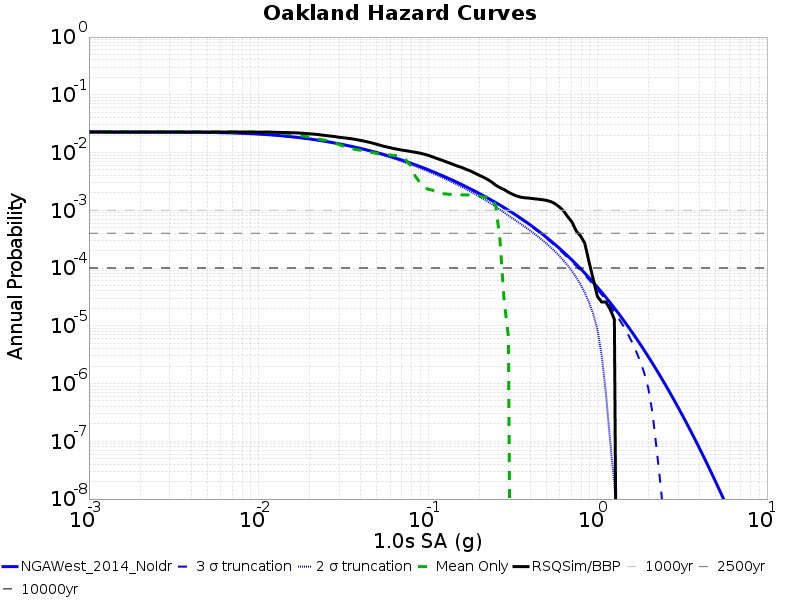 Oakland Hazard Curves
10^0
10^-1
10^-2
10^-3
10^-4
10^-5
10^-6
10^-7
10^-8
Annual Probability
10^-3 10^-2 10^-1 10^0 10^1
1.0s SA (g)
NGAWest_2014_NoIdr 3 σ truncation 2 σ truncation Mean Only RSQSim/BBP 1000yr 2500yr
10000yr